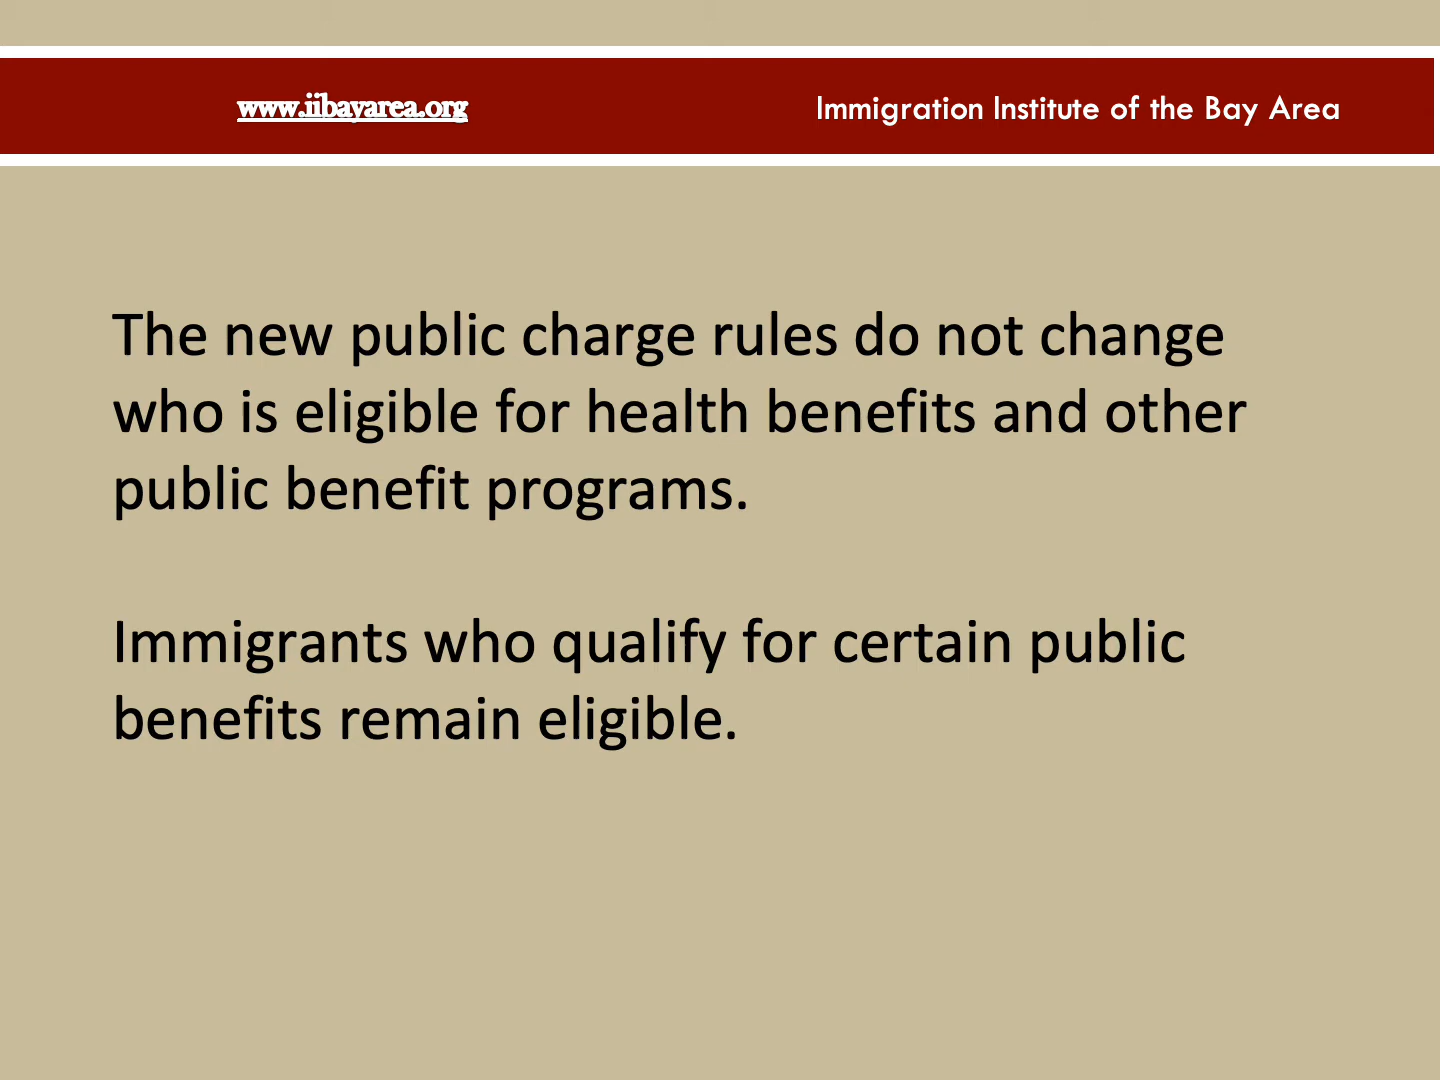 www.iibayarea.org
Immigration Institute of the Bay Area
The new public charge rules do not change
who is eligible for health benefits and other
public benefit programs.
Immigrants who qualify for certain public
benefits remain eligible.